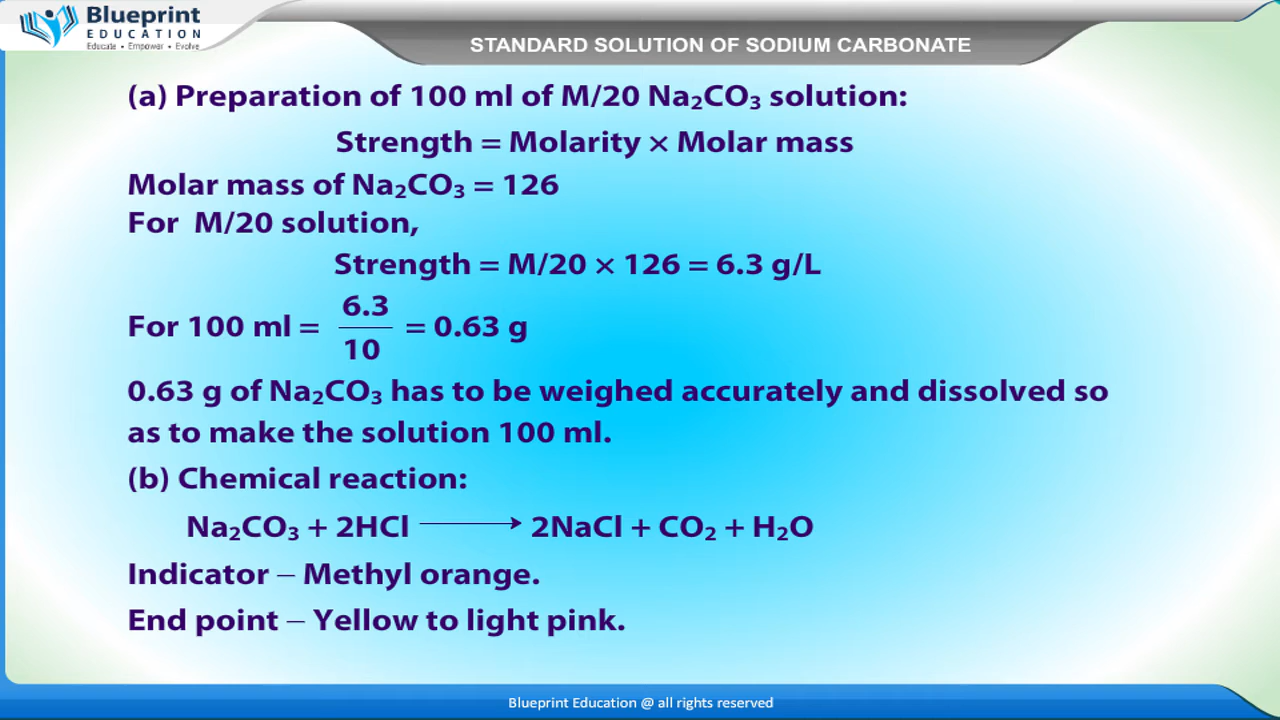 Blueprint
EDUCATION
Educate • Empower • Evolve
STANDARD SOLUTION OF SODIUM CARBONATE
(a) Preparation of 100 ml of M/20 Na₂CO₃ solution:
Strength = Molarity × Molar mass
Molar mass of Na₂CO₃ = 126
For M/20 solution,
Strength = M/20 × 126 = 6.3 g/L
For 100 ml = 6.3/10 = 0.63 g
0.63 g of Na₂CO₃ has to be weighed accurately and dissolved so
as to make the solution 100 ml.
(b) Chemical reaction:
Na₂CO₃ + 2HCl ⟶ 2NaCl + CO₂ + H₂O
Indicator – Methyl orange.
End point – Yellow to light pink.
Blueprint Education @ all rights reserved